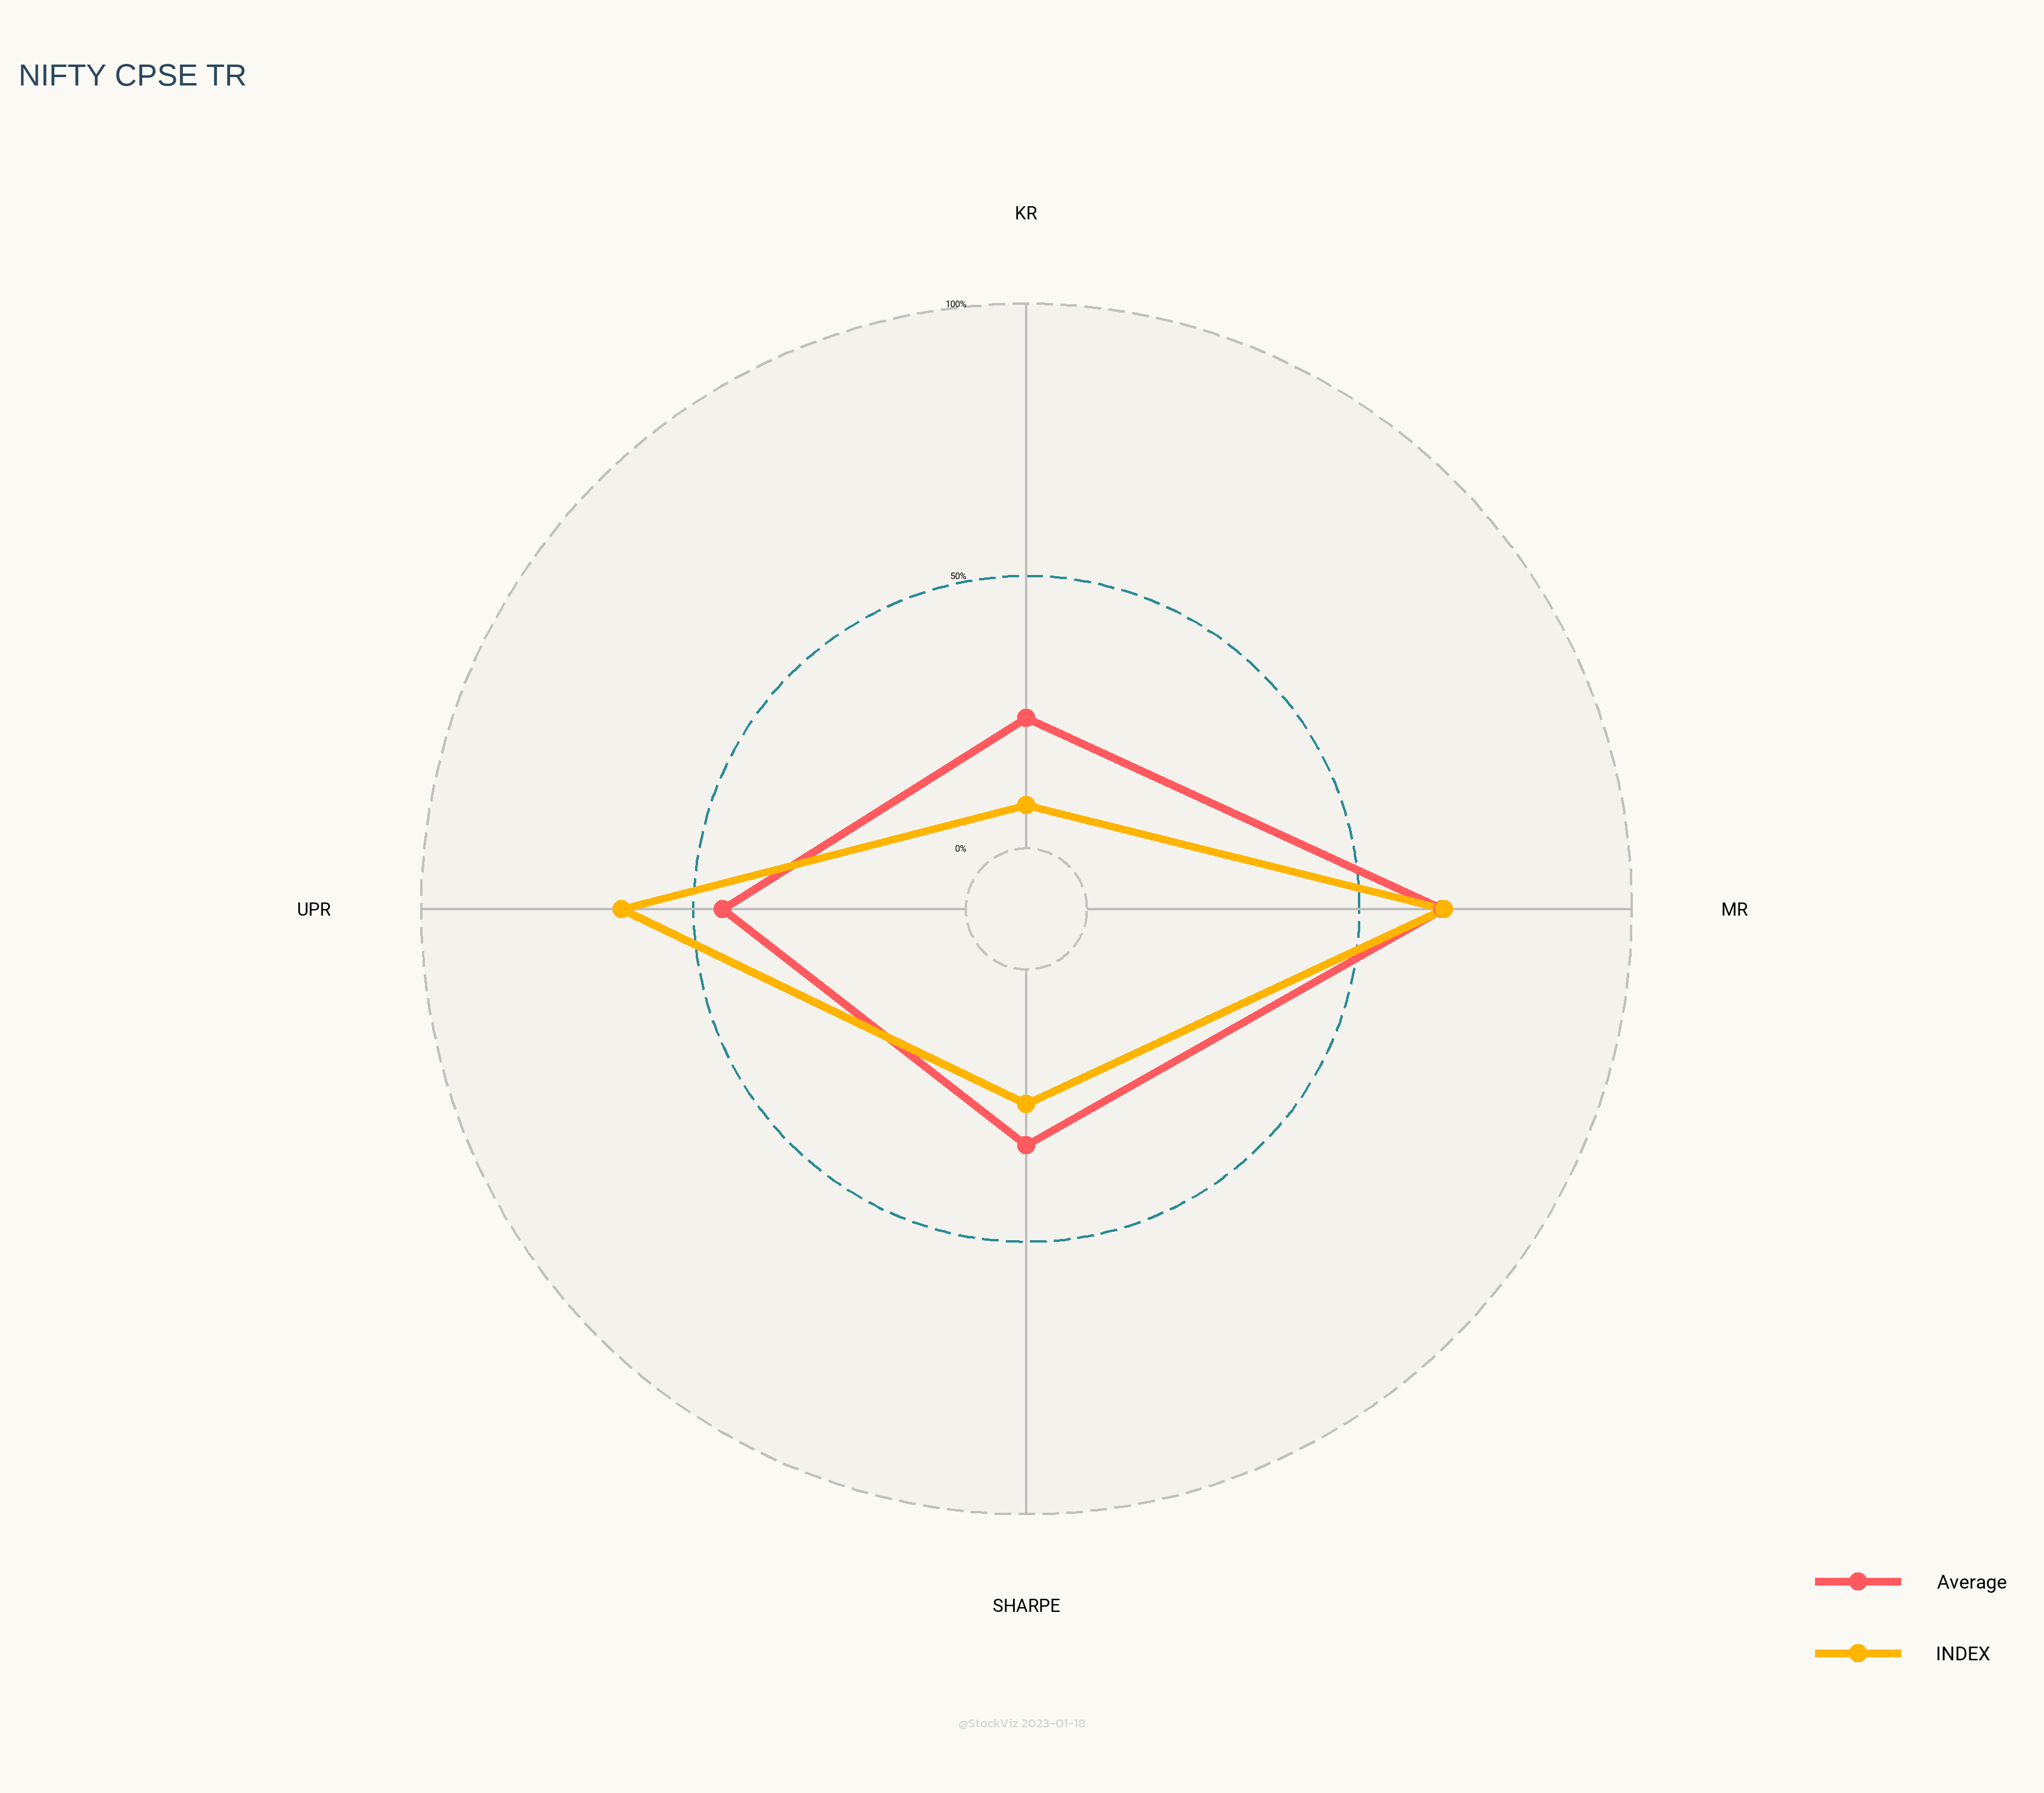 NIFTY CPSE TR
KR
100%
50%
0%
UPR
MR
SHARPE
Average
INDEX
@StockViz 2023-01-18